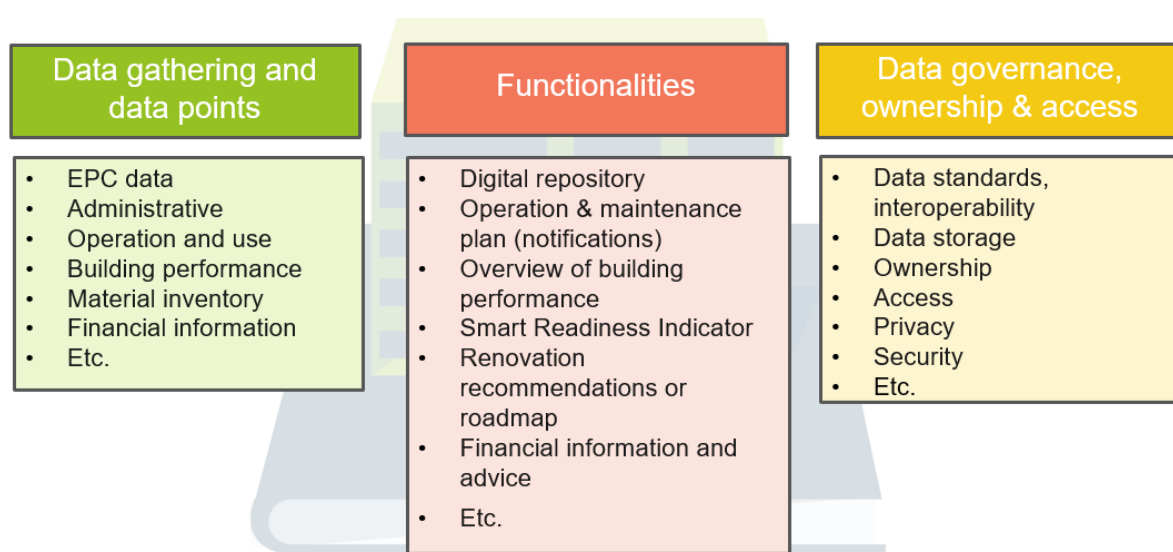 Data gathering and
data points
• EPC data
• Administrative
• Operation and use
• Building performance
• Material inventory
• Financial information
• Etc.
Functionalities
• Digital repository
• Operation & maintenance
plan (notifications)
• Overview of building
performance
• Smart Readiness Indicator
• Renovation
recommendations or
roadmap
• Financial information and
advice
• Etc.
Data governance,
ownership & access
• Data standards,
interoperability
• Data storage
• Ownership
• Access
• Privacy
• Security
• Etc.